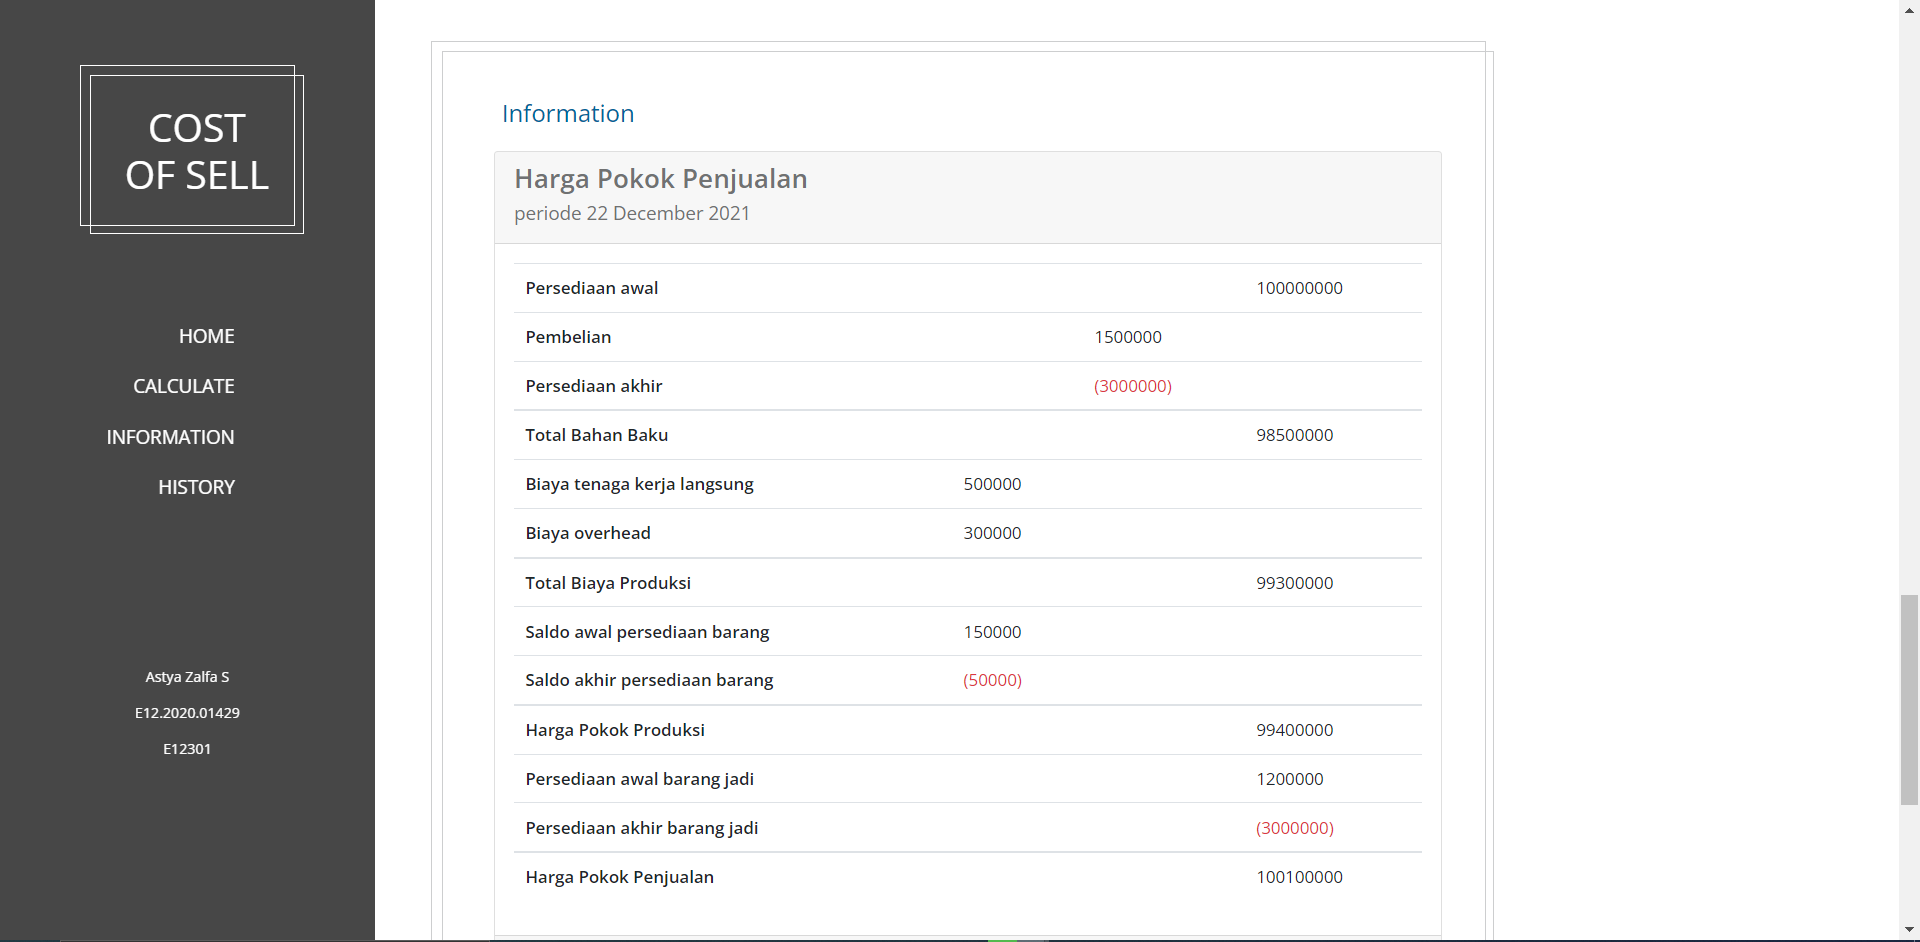 COST
OF SELL
HOME
CALCULATE
INFORMATION
HISTORY
Astya Zalfa S
E12.2020.01429
E12301
Information
Harga Pokok Penjualan
periode 22 December 2021
Persediaan awal 100000000
Pembelian 1500000
Persediaan akhir (3000000)
Total Bahan Baku 98500000
Biaya tenaga kerja langsung 500000
Biaya overhead 300000
Total Biaya Produksi 99300000
Saldo awal persediaan barang 150000
Saldo akhir persediaan barang (50000)
Harga Pokok Produksi 99400000
Persediaan awal barang jadi 1200000
Persediaan akhir barang jadi (3000000)
Harga Pokok Penjualan 100100000